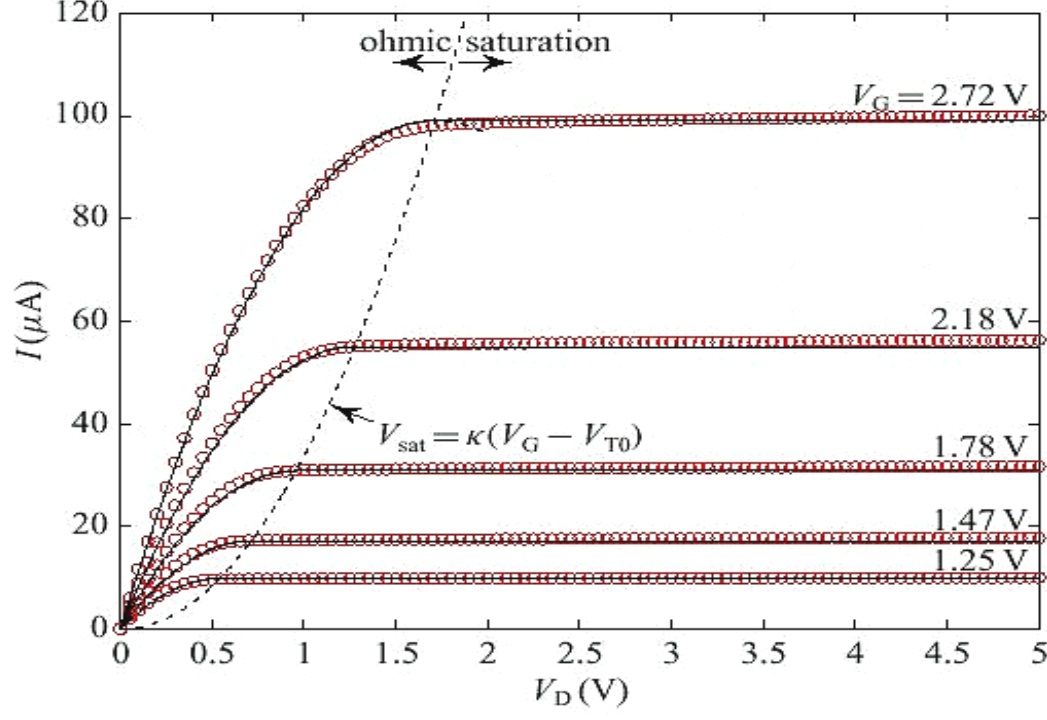 120
ohmic saturation
V_G = 2.72 V
100
80
2.18 V
60
I (μA)
40
V_sat = κ(V_G − V_T0)
1.78 V
20
1.47 V
1.25 V
0
0 0.5 1 1.5 2 2.5 3 3.5 4 4.5 5
V_D (V)